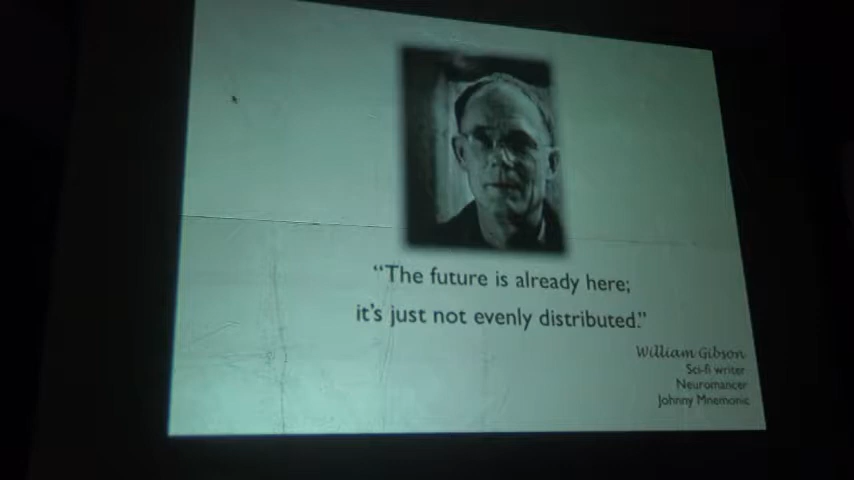 “The future is already here;
it’s just not evenly distributed.”
William Gibson
Sci-fi writer
Neuromancer
Johnny Mnemonic